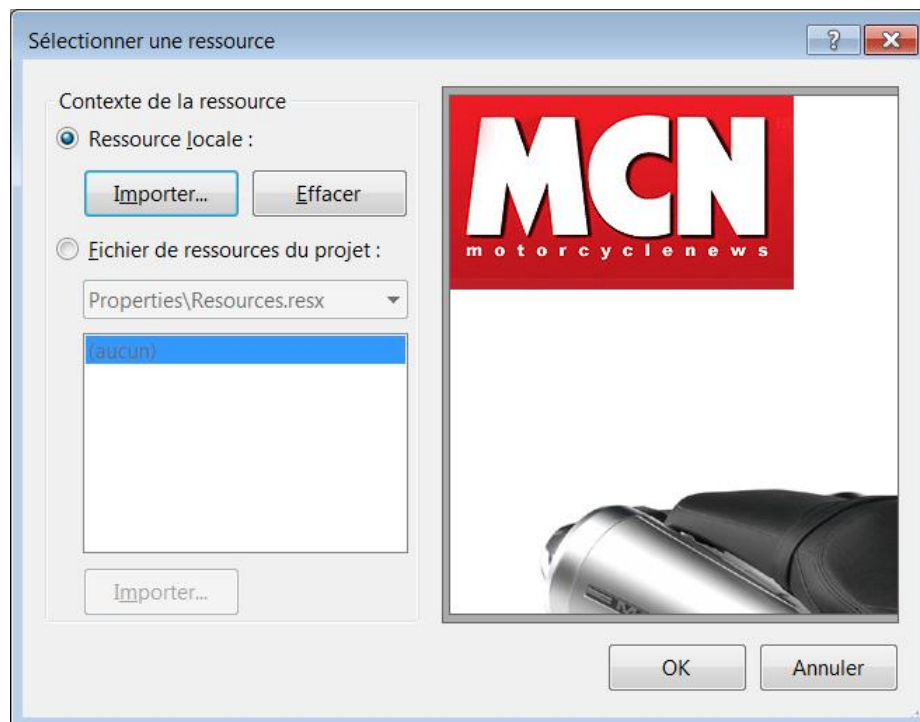 Sélectionner une ressource
Contexte de la ressource
Ressource locale :
Importer...
Effacer
Fichier de ressources du projet :
Properties\Resources.resx
(aucun)
Importer...
MCN
motorcyclenews
OK
Annuler